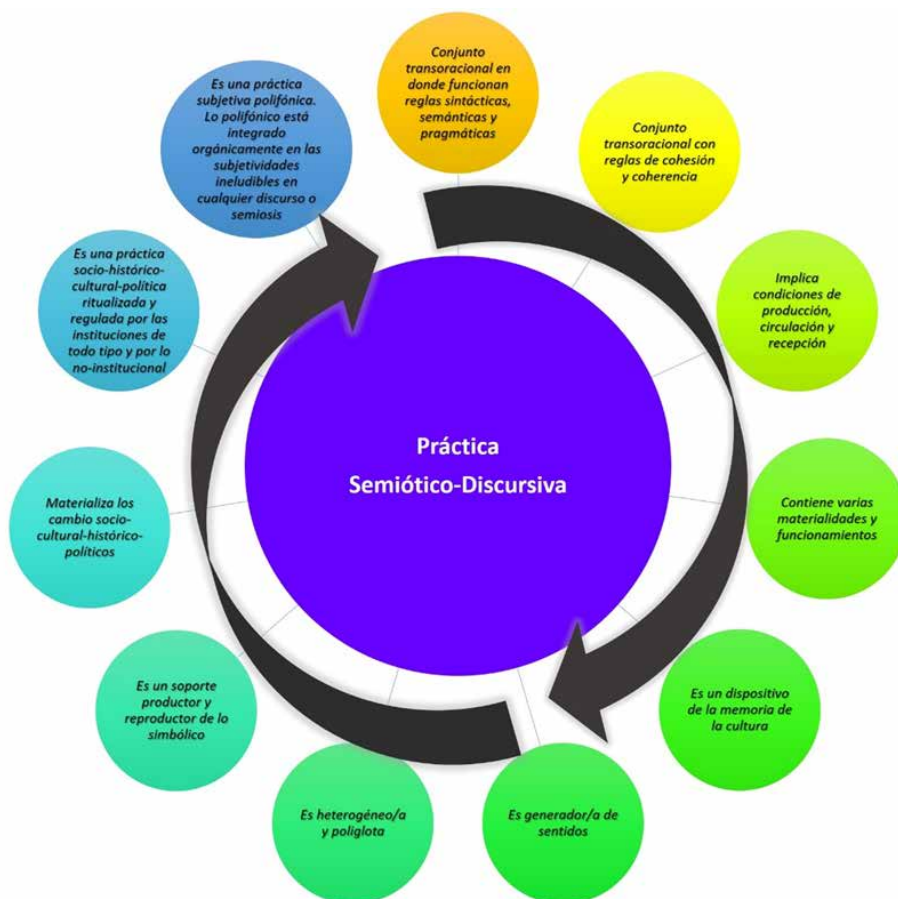 Conjunto
transoracional en
donde funcionan
reglas sintácticas,
semánticas y
pragmáticas
Conjunto
transoracional con
reglas de cohesión
y coherencia
Implica
condiciones de
producción,
circulación y
recepción
Contiene varias
materialidades y
funcionamientos
Es un dispositivo
de la memoria de
la cultura
Es generador/a de
sentidos
Es heterogéneo/a
y poliglota
Es un soporte
productor y
reproductor de lo
simbólico
Materializa los
cambio socio-
cultural-histórico-
políticos
Es una práctica
socio-histórico-
cultural-política
ritualizada y
regulada por las
instituciones de
todo tipo y por lo
no-institucional
Es una práctica
subjetiva polifónica.
Lo polifónico está
integrado
orgánicamente en las
subjetividades
ineludibles en
cualquier discurso o
semiosis
Práctica
Semiótico-Discursiva